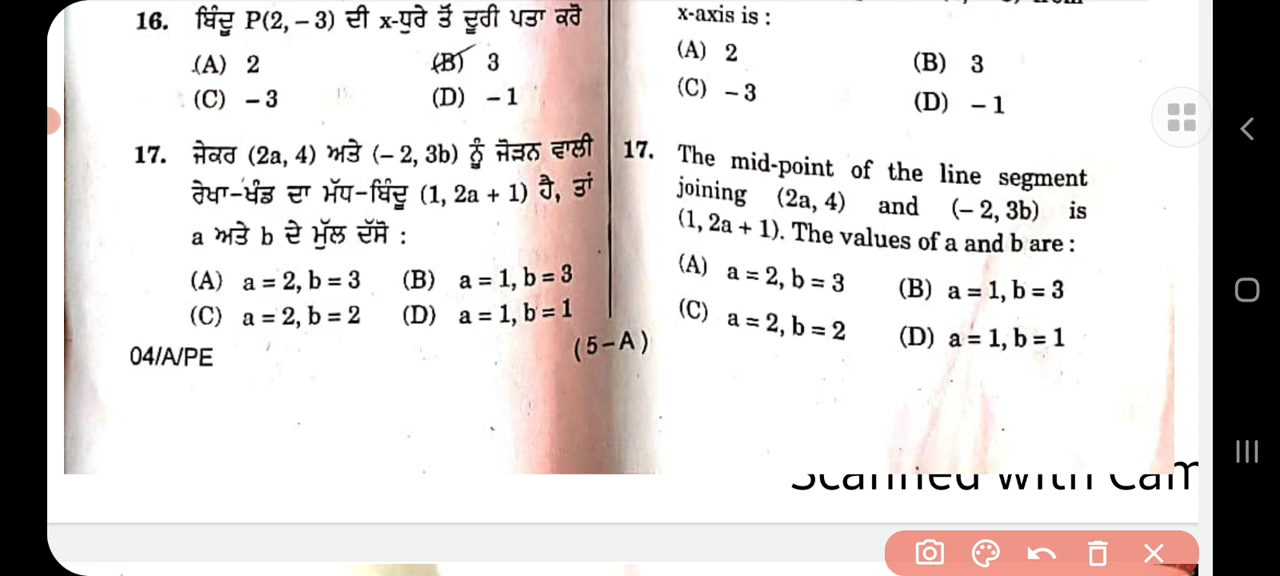 16. ਬਿੰਦੂ P(2, – 3) ਦੀ x-ਧੁਰੇ ਤੋਂ ਦੂਰੀ ਪਤਾ ਕਰੋ
(A) 2 (B) 3
(C) – 3 (D) – 1
17. ਜੇਕਰ (2a, 4) ਅਤੇ (– 2, 3b) ਨੂੰ ਜੋੜਨ ਵਾਲੀ
ਰੇਖਾ-ਖੰਡ ਦਾ ਮੱਧ-ਬਿੰਦੂ (1, 2a + 1) ਹੈ, ਤਾਂ
a ਅਤੇ b ਦੇ ਮੁੱਲ ਦੱਸੋ :
(A) a = 2, b = 3 (B) a = 1, b = 3
(C) a = 2, b = 2 (D) a = 1, b = 1
04/A/PE
(5–A)
x-axis is :
(A) 2 (B) 3
(C) – 3 (D) – 1
17. The mid-point of the line segment
joining (2a, 4) and (– 2, 3b) is
(1, 2a + 1). The values of a and b are :
(A) a = 2, b = 3 (B) a = 1, b = 3
(C) a = 2, b = 2 (D) a = 1, b = 1
Scanned with Cam